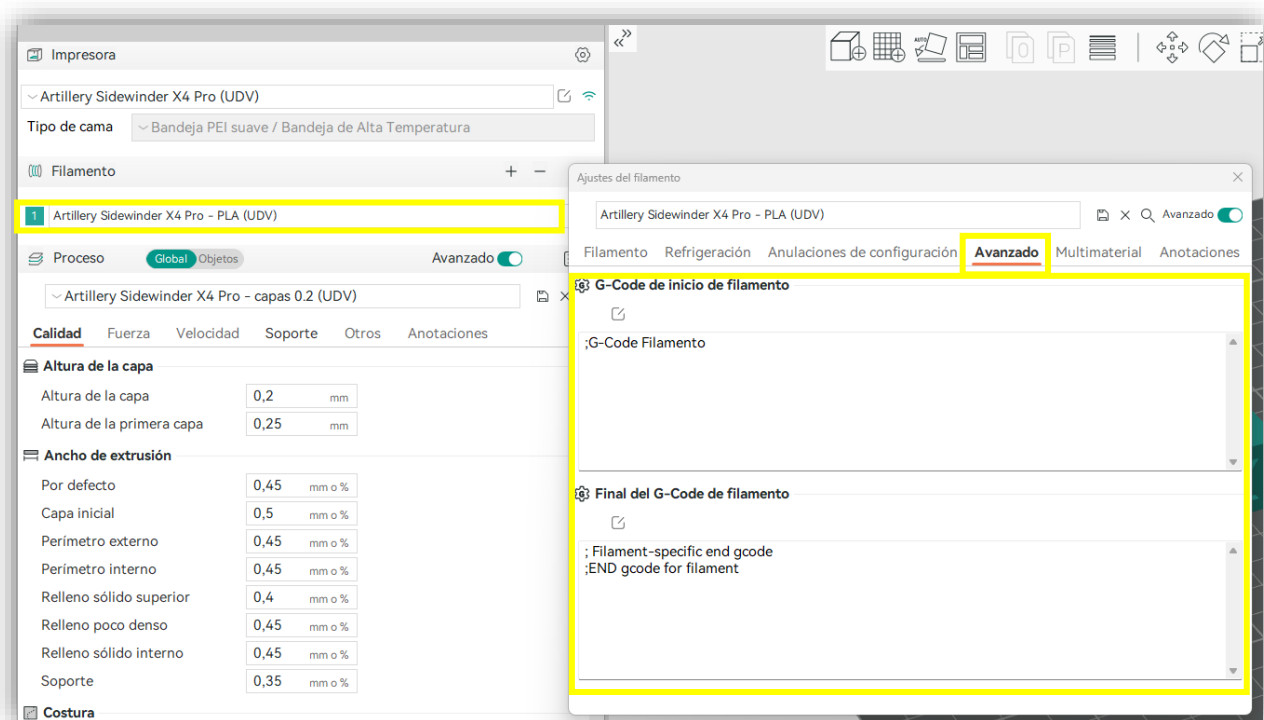 Impresora
Artillery Sidewinder X4 Pro (UDV)
Tipo de cama
Bandeja PEI suave / Bandeja de Alta Temperatura
Filamento
1 Artillery Sidewinder X4 Pro - PLA (UDV)
Proceso Global Objetos Avanzado
Artillery Sidewinder X4 Pro - capas 0.2 (UDV)
Calidad Fuerza Velocidad Soporte Otros Anotaciones
Altura de la capa
Altura de la capa 0,2 mm
Altura de la primera capa 0,25 mm
Ancho de extrusión
Por defecto 0,45 mm o %
Capa inicial 0,5 mm o %
Perímetro externo 0,45 mm o %
Perímetro interno 0,45 mm o %
Relleno sólido superior 0,4 mm o %
Relleno poco denso 0,45 mm o %
Relleno sólido interno 0,45 mm o %
Soporte 0,35 mm o %
Costura
AUTO
O
P
Ajustes del filamento
Artillery Sidewinder X4 Pro - PLA (UDV) Avanzado
Filamento Refrigeración Anulaciones de configuración Avanzado Multimaterial Anotaciones
G-Code de inicio de filamento
;G-Code Filamento
Final del G-Code de filamento
; Filament-specific end gcode
;END gcode for filament